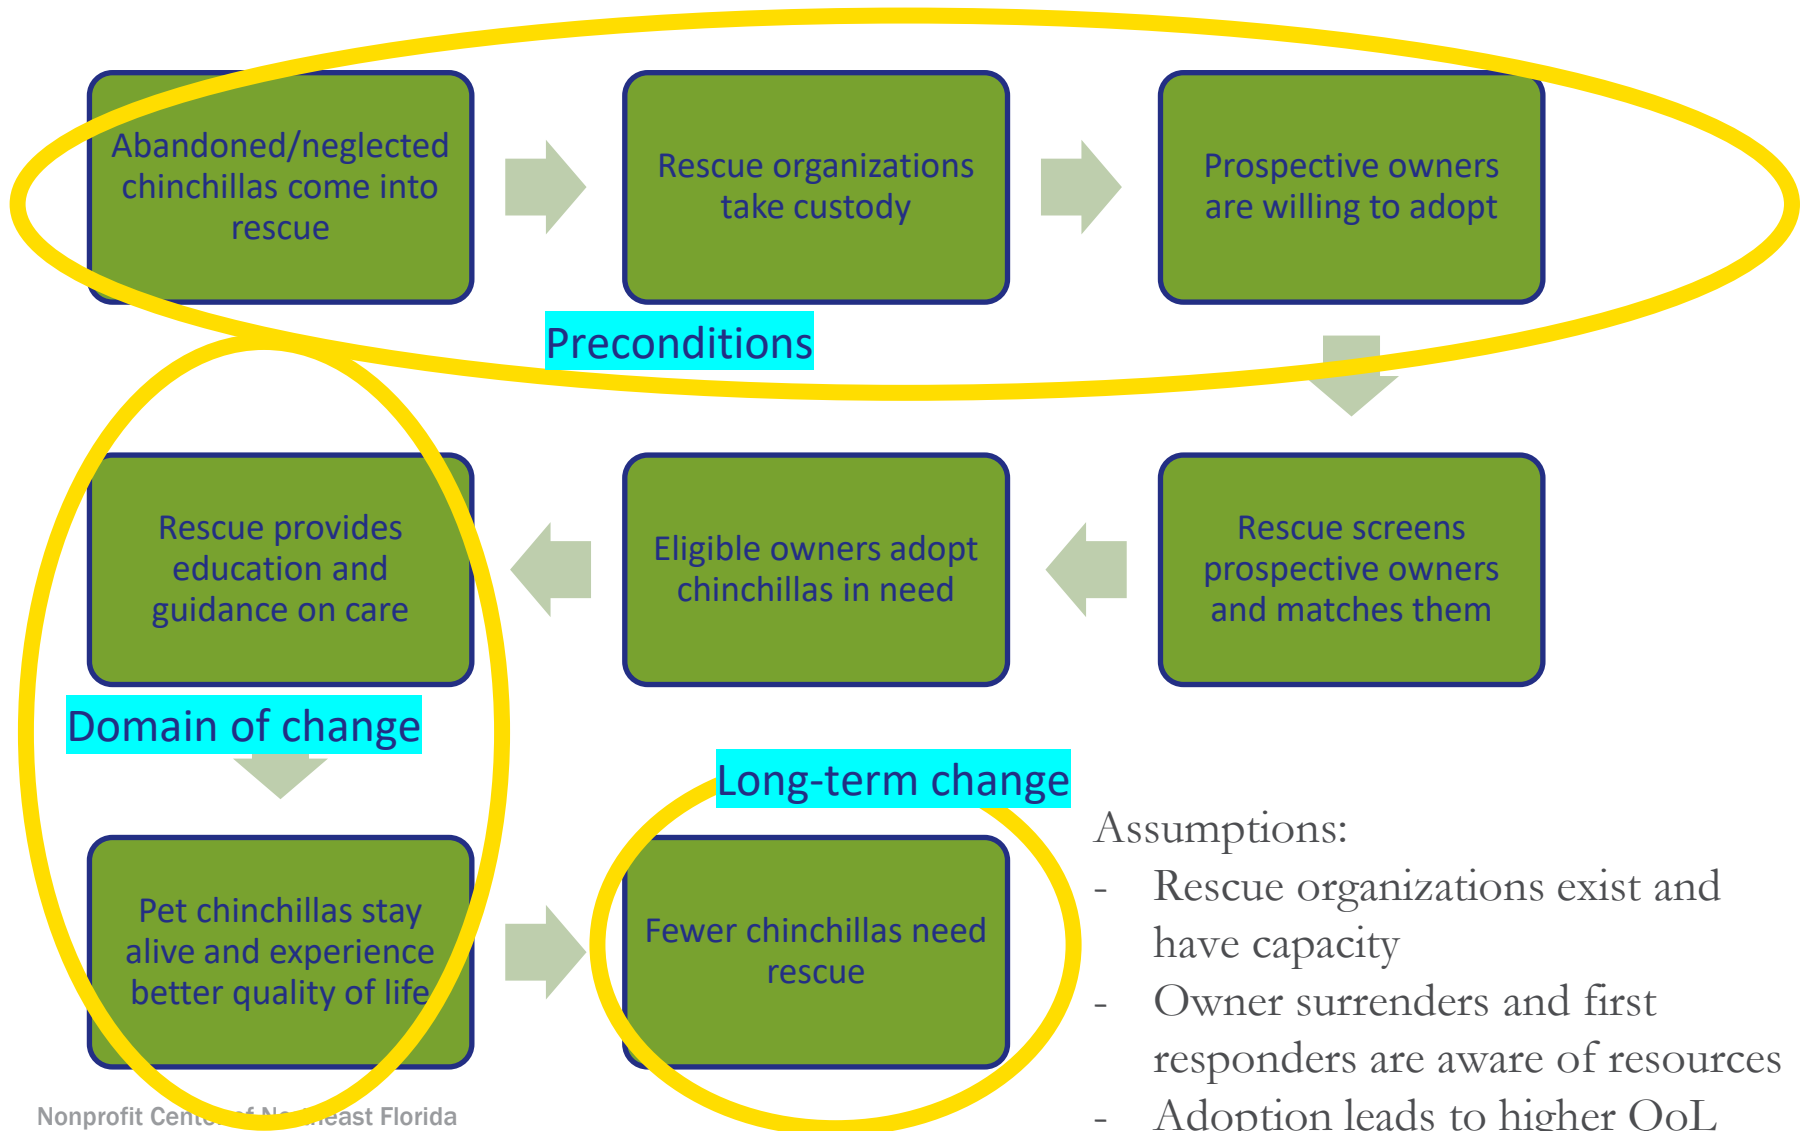 Abandoned/neglected
chinchillas come into
rescue
Rescue organizations
take custody
Prospective owners
are willing to adopt
Preconditions
Rescue provides
education and
guidance on care
Eligible owners adopt
chinchillas in need
Rescue screens
prospective owners
and matches them
Domain of change
Long-term change
Pet chinchillas stay
alive and experience
better quality of life
Fewer chinchillas need
rescue
Assumptions:
- Rescue organizations exist and
have capacity
- Owner surrenders and first
responders are aware of resources
- Adoption leads to higher QoL
Nonprofit Center of Northeast Florida